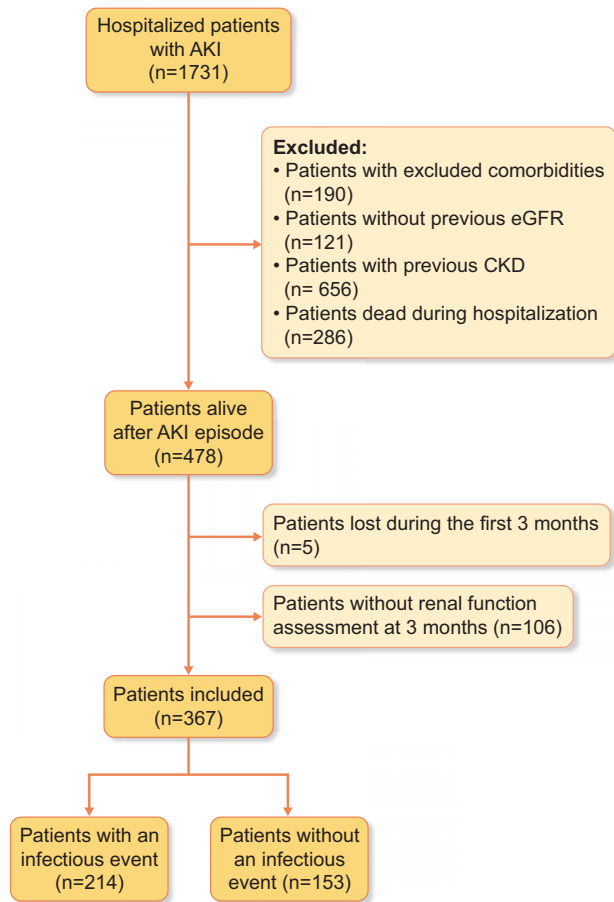 Hospitalized patients
with AKI
(n=1731)
Excluded:
• Patients with excluded comorbidities
(n=190)
• Patients without previous eGFR
(n=121)
• Patients with previous CKD
(n= 656)
• Patients dead during hospitalization
(n=286)
Patients alive
after AKI episode
(n=478)
Patients lost during the first 3 months
(n=5)
Patients without renal function
assessment at 3 months (n=106)
Patients included
(n=367)
Patients with an
infectious event
(n=214)
Patients without
an infectious
event (n=153)